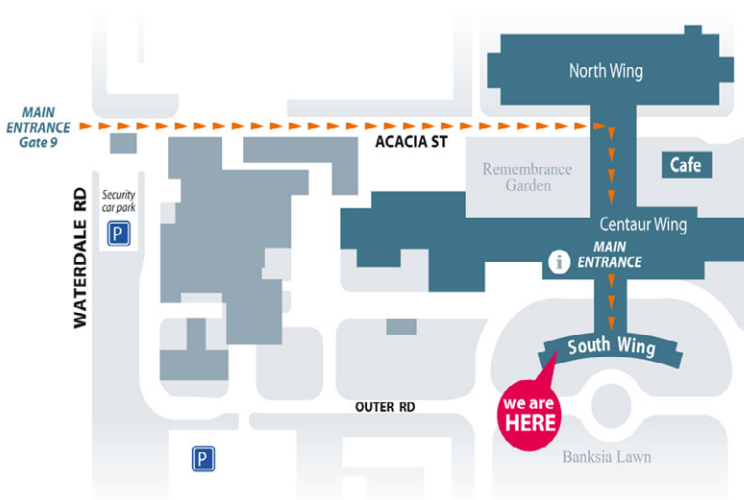 North Wing
MAIN
ENTRANCE
Gate 9
ACACIA ST
Remembrance
Garden
Cafe
Security
car park
P
WATERDALE RD
Centaur Wing
i
MAIN
ENTRANCE
South Wing
we are
HERE
OUTER RD
Banksia Lawn
P